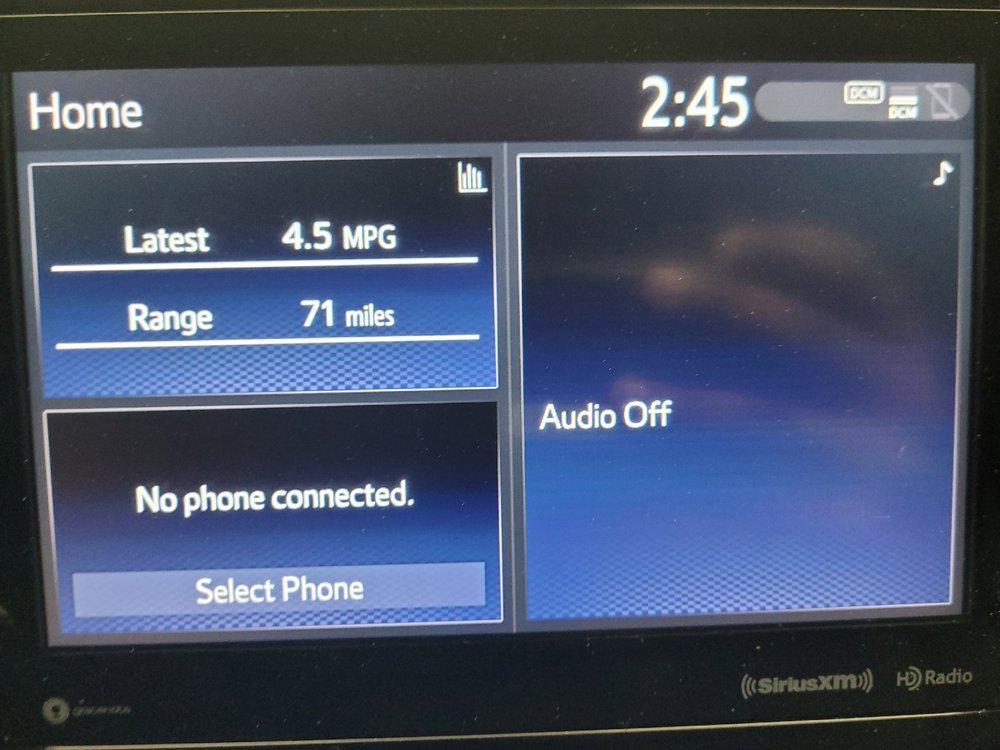 Home
2:45
DCM
DCM
Latest 4.5 MPG
Range 71 miles
No phone connected.
Select Phone
Audio Off
SiriusXM
HD Radio
gracenote